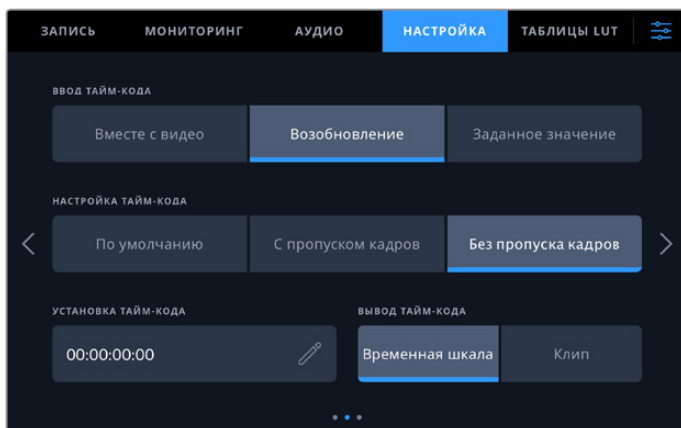 ЗАПИСЬ МОНИТОРИНГ АУДИО НАСТРОЙКА ТАБЛИЦЫ LUT
ВВОД ТАЙМ-КОДА
Вместе с видео Возобновление Заданное значение
НАСТРОЙКА ТАЙМ-КОДА
По умолчанию С пропуском кадров Без пропуска кадров
УСТАНОВКА ТАЙМ-КОДА ВЫВОД ТАЙМ-КОДА
00:00:00:00 Временная шкала Клип